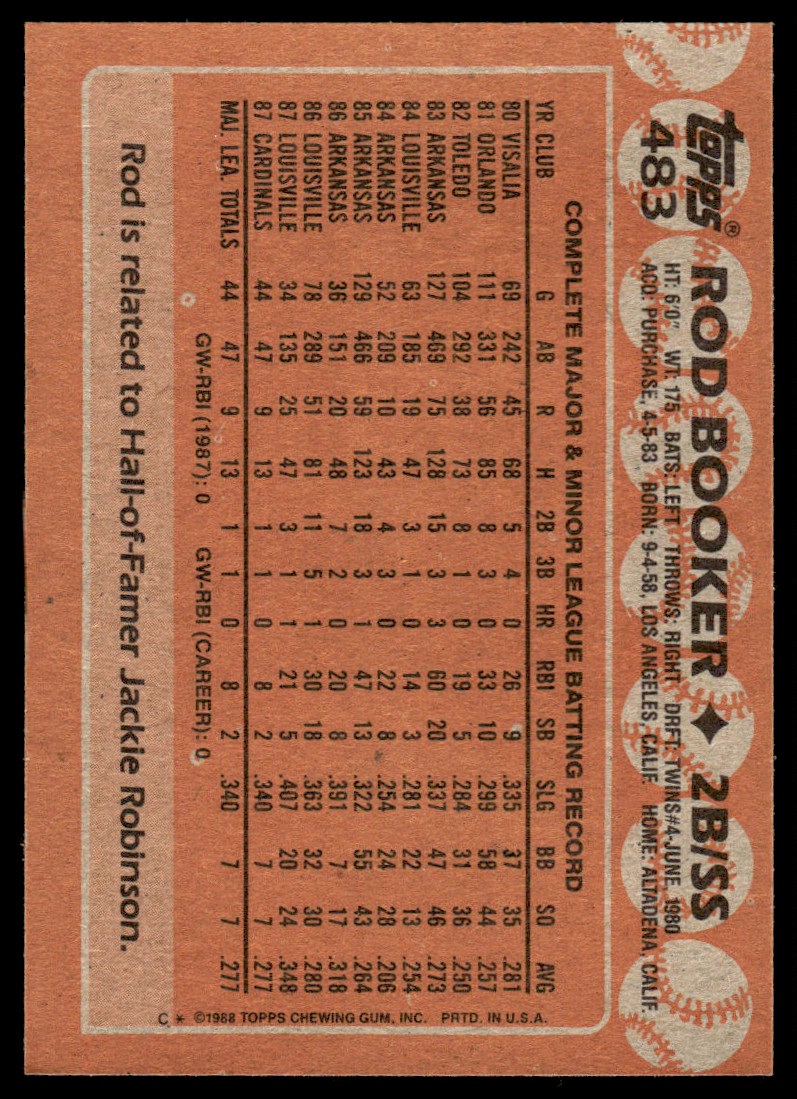 topps®
483
ROD BOOKER ✦ 2B/SS
HT: 6'0" WT: 175 BATS: LEFT THROWS: RIGHT DRFT: TWINS#4-JUNE, 1980
ACQ: PURCHASE, 4-5-83 BORN: 9-4-58, LOS ANGELES, CALIF. HOME: ALTADENA, CALIF.
COMPLETE MAJOR & MINOR LEAGUE BATTING RECORD
YR CLUB G AB R H 2B 3B HR RBI SB SLG BB SO AVG
80 VISALIA 69 242 45 68 5 4 0 26 9 .335 37 35 .281
81 ORLANDO 111 331 56 85 8 3 0 33 10 .299 58 44 .257
82 TOLEDO 104 292 38 73 8 1 0 19 5 .284 31 36 .250
83 ARKANSAS 127 469 75 128 15 3 3 60 20 .337 47 46 .273
84 LOUISVILLE 63 185 19 47 3 1 0 14 3 .281 22 13 .254
84 ARKANSAS 52 209 10 43 4 3 0 22 8 .254 24 28 .206
85 ARKANSAS 129 466 59 123 18 3 1 47 13 .322 55 43 .264
86 ARKANSAS 36 151 20 48 7 2 0 20 8 .391 7 17 .318
86 LOUISVILLE 78 289 51 81 11 5 1 30 18 .363 32 30 .280
87 LOUISVILLE 34 135 25 47 3 1 1 21 5 .407 20 24 .348
87 CARDINALS 44 47 9 13 1 1 0 8 2 .340 7 7 .277
MAJ. LEA. TOTALS 44 47 9 13 1 1 0 8 2 .340 7 7 .277
GW-RBI (1987): 0 GW-RBI (CAREER): 0
Rod is related to Hall-of-Famer Jackie Robinson.
C * ©1988 TOPPS CHEWING GUM, INC. PRTD. IN U.S.A.